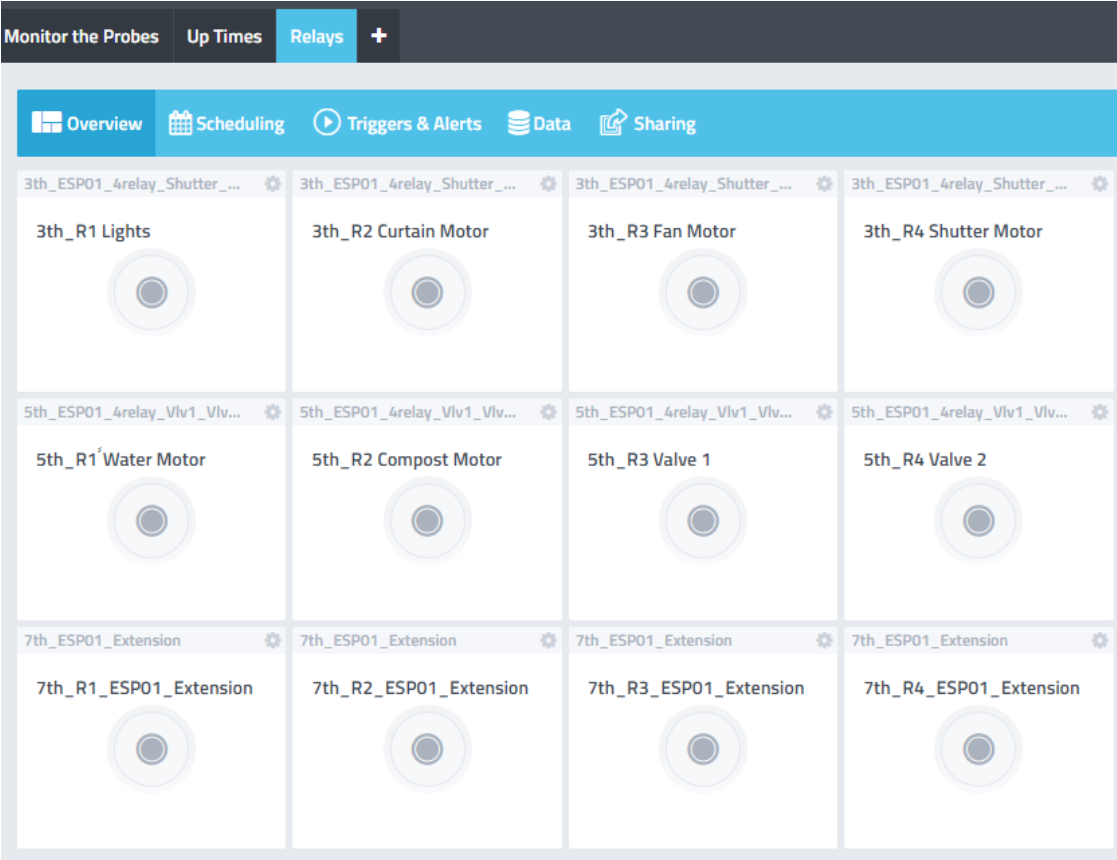 Monitor the Probes Up Times Relays +
Overview Scheduling Triggers & Alerts Data Sharing
3th_ESP01_4relay_Shutter_... 3th_ESP01_4relay_Shutter_... 3th_ESP01_4relay_Shutter_... 3th_ESP01_4relay_Shutter_...
3th_R1 Lights 3th_R2 Curtain Motor 3th_R3 Fan Motor 3th_R4 Shutter Motor
5th_ESP01_4relay_Vlv1_Vlv... 5th_ESP01_4relay_Vlv1_Vlv... 5th_ESP01_4relay_Vlv1_Vlv... 5th_ESP01_4relay_Vlv1_Vlv...
5th_R1 Water Motor 5th_R2 Compost Motor 5th_R3 Valve 1 5th_R4 Valve 2
7th_ESP01_Extension 7th_ESP01_Extension 7th_ESP01_Extension 7th_ESP01_Extension
7th_R1_ESP01_Extension 7th_R2_ESP01_Extension 7th_R3_ESP01_Extension 7th_R4_ESP01_Extension